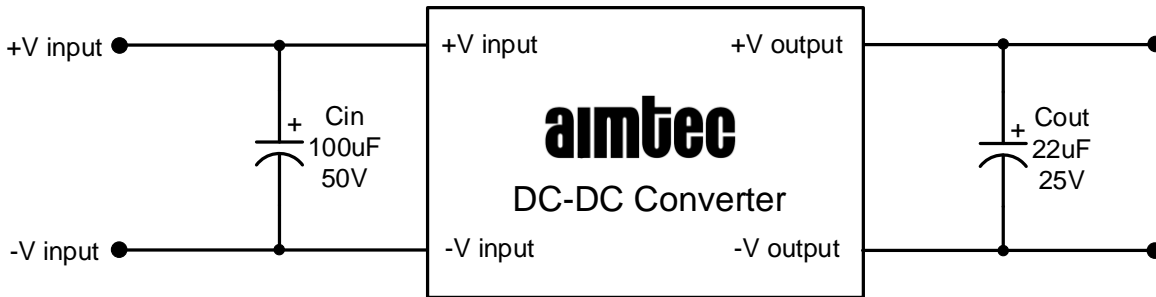 +V input
-V input
+
Cin
100uF
50V
+V input
+V output
aimtec
DC-DC Converter
-V input
-V output
+
Cout
22uF
25V